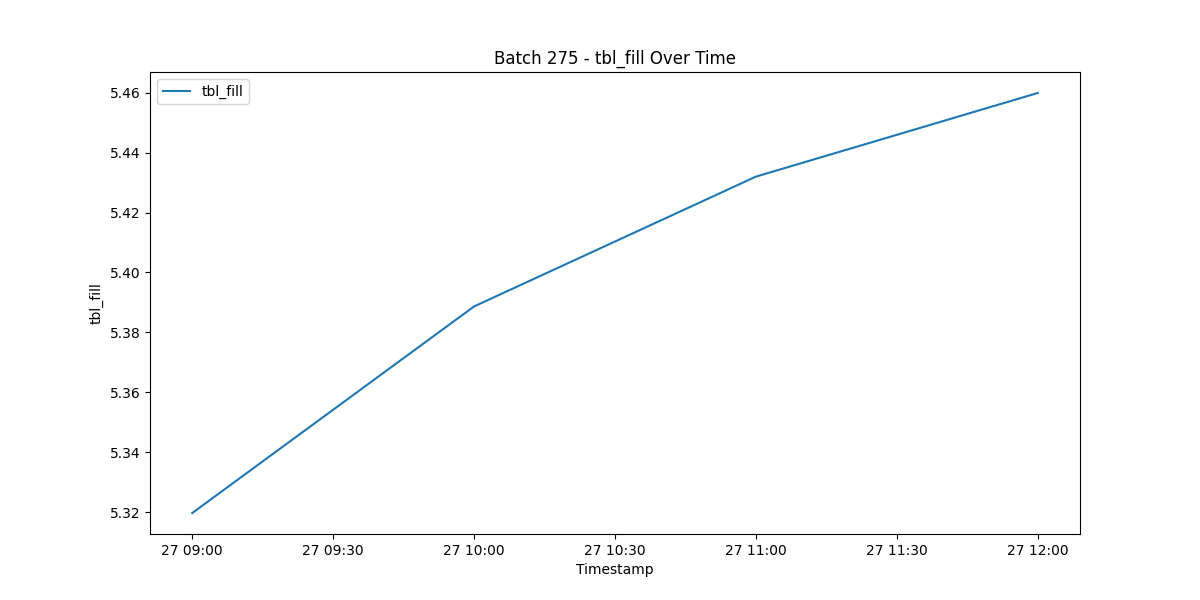 Batch 275 - tbl_fill Over Time
tbl_fill
5.46
5.44
5.42
5.40
5.38
5.36
5.34
5.32
tbl_fill
27 09:00 27 09:30 27 10:00 27 10:30 27 11:00 27 11:30 27 12:00
Timestamp